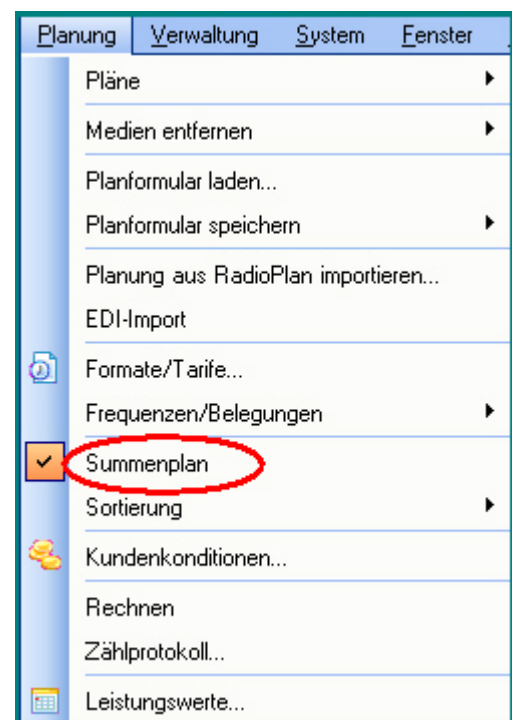 Planung Verwaltung System Fenster
Pläne
Medien entfernen
Planformular laden...
Planformular speichern
Planung aus RadioPlan importieren...
EDI-Import
Formate/Tarife...
Frequenzen/Belegungen
Summenplan
Sortierung
Kundenkonditionen...
Rechnen
Zählprotokoll...
Leistungswerte...